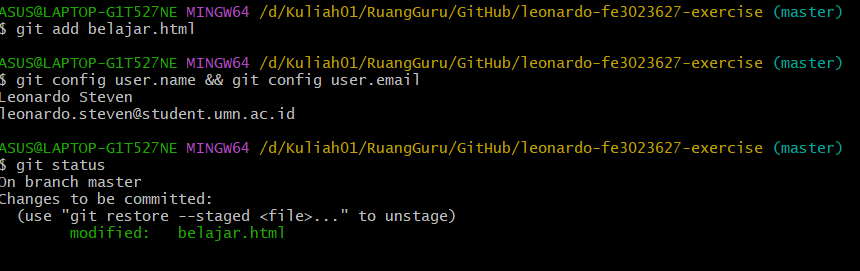 ASUS@LAPTOP-G1T527NE MINGW64 /d/Kuliah01/RuangGuru/GitHub/leonardo-fe3023627-exercise (master)
$ git add belajar.html
ASUS@LAPTOP-G1T527NE MINGW64 /d/Kuliah01/RuangGuru/GitHub/leonardo-fe3023627-exercise (master)
$ git config user.name && git config user.email
Leonardo Steven
leonardo.steven@student.umn.ac.id
ASUS@LAPTOP-G1T527NE MINGW64 /d/Kuliah01/RuangGuru/GitHub/leonardo-fe3023627-exercise (master)
$ git status
On branch master
Changes to be committed:
  (use "git restore --staged <file>..." to unstage)
        modified:   belajar.html